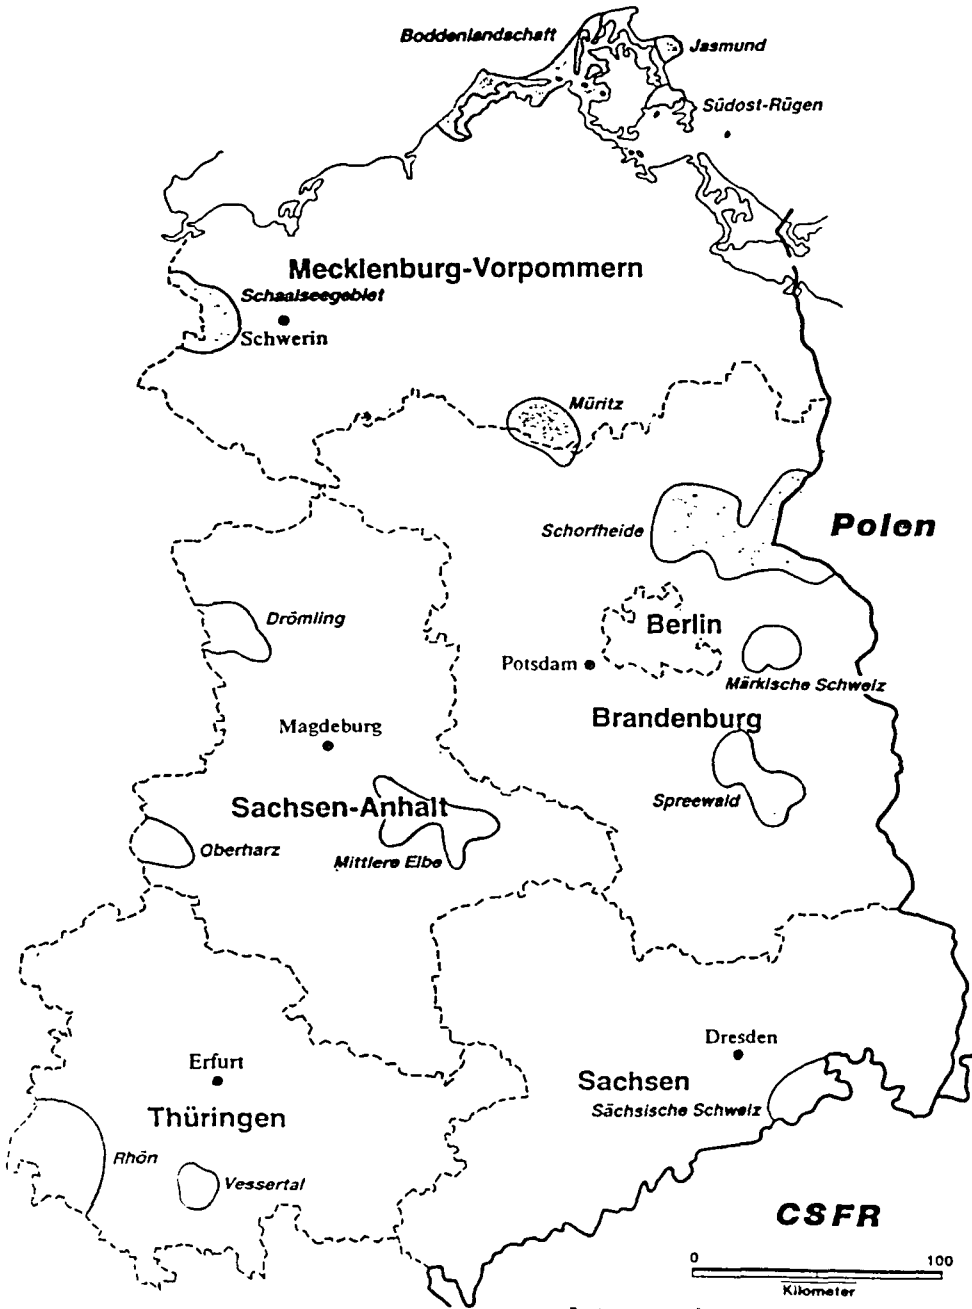 Boddenlandschaft
Jasmund
Südost-Rügen
Mecklenburg-Vorpommern
Schaalseegebiet
Schwerin
Müritz
Polen
Schorfheide
Drömling
Berlin
Potsdam
Märkische Schweiz
Brandenburg
Magdeburg
Spreewald
Sachsen-Anhalt
Oberharz
Mittlere Elbe
Dresden
Erfurt
Sachsen
Sächsische Schweiz
Thüringen
Rhön
Vessertal
CSFR
0 100
Kilometer